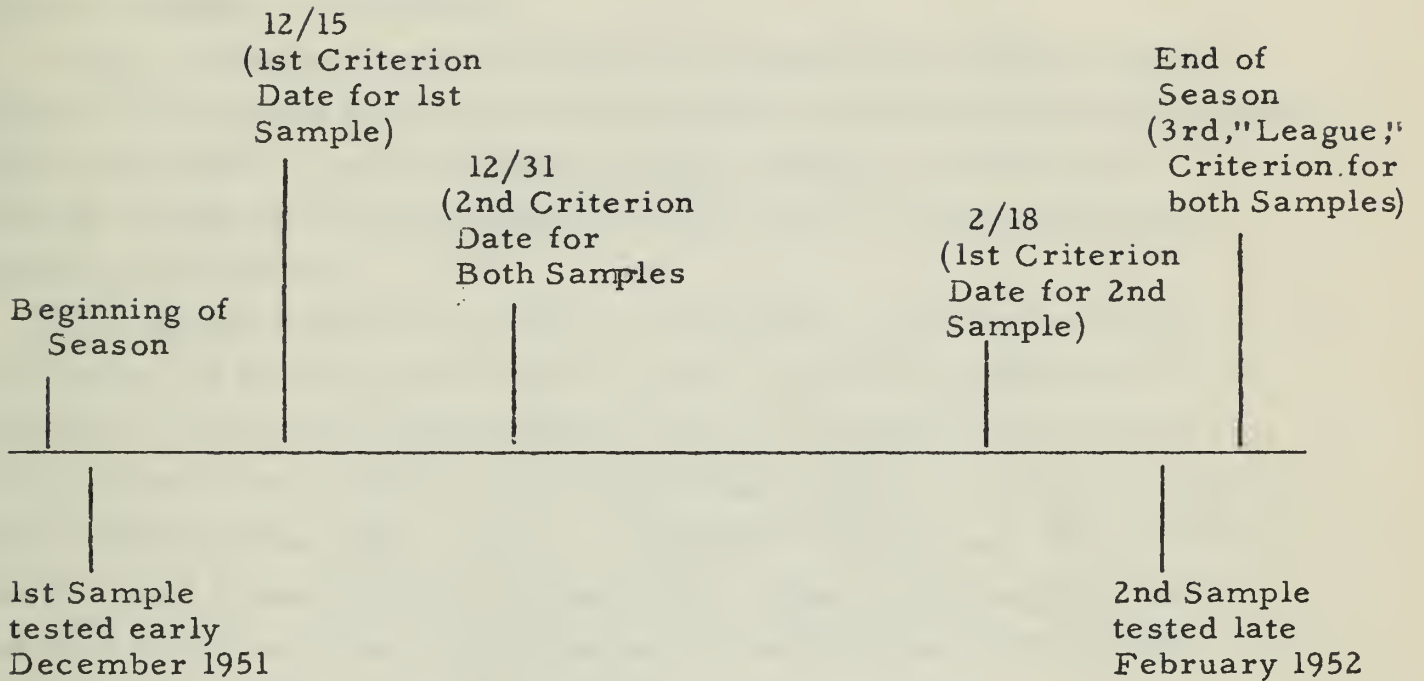 12/15
(1st Criterion
Date for 1st
Sample)
12/31
(2nd Criterion
Date for
Both Samples
End of
Season
(3rd,"League,"
Criterion.for
both Samples)
2/18
(1st Criterion
Date for 2nd
Sample)
Beginning of
Season
1st Sample
tested early
December 1951
2nd Sample
tested late
February 1952